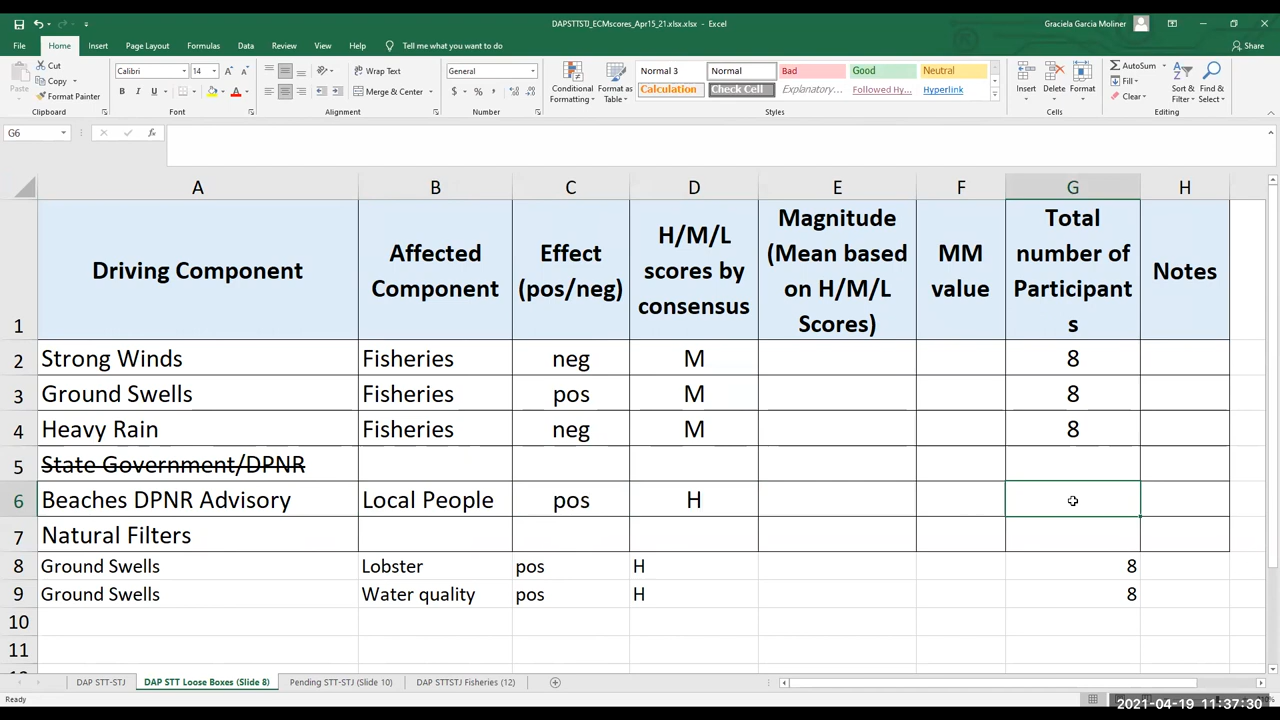 DAPSTTSTJ_ECMscores_Apr15_21.xlsx.xlsx - Excel
Graciela Garcia Moliner
File Home Insert Page Layout Formulas Data Review View Help Tell me what you want to do Share
Cut
Copy
Format Painter
Paste
Clipboard
Calibri 14
B I U
Font
Wrap Text
Merge & Center
Alignment
General
$ % ,
Number
Conditional Formatting
Format as Table
Normal 3 Normal Bad Good Neutral
Calculation Check Cell Explanatory... Followed Hy... Hyperlink
Styles
Insert Delete Format
Cells
AutoSum
Fill
Clear
Sort & Filter
Find & Select
Editing
G6
fx
A B C D E F G H
1 Driving Component Affected Component Effect (pos/neg) H/M/L scores by consensus Magnitude (Mean based on H/M/L Scores) MM value Total number of Participants Notes
2 Strong Winds Fisheries neg M 8
3 Ground Swells Fisheries pos M 8
4 Heavy Rain Fisheries neg M 8
5 State Government/DPNR
6 Beaches DPNR Advisory Local People pos H
7 Natural Filters
8 Ground Swells Lobster pos H 8
9 Ground Swells Water quality pos H 8
10
11
DAP STT-STJ DAP STT Loose Boxes (Slide 8) Pending STT-STJ (Slide 10) DAP STTSTJ Fisheries (12)
Ready
2021-04-19 11:37:30